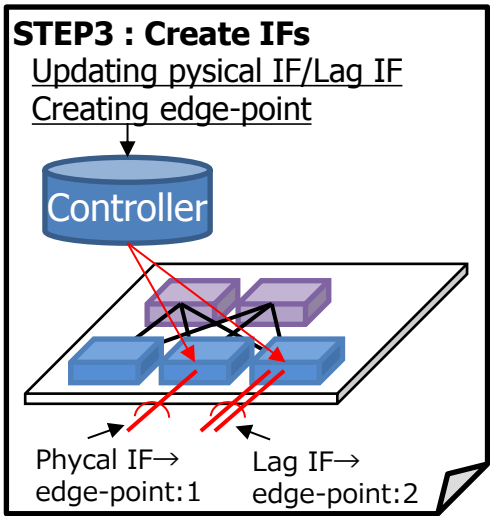 STEP3 : Create IFs
Updating pysical IF/Lag IF
Creating edge-point
Controller
Phycal IF→
edge-point:1
Lag IF→
edge-point:2